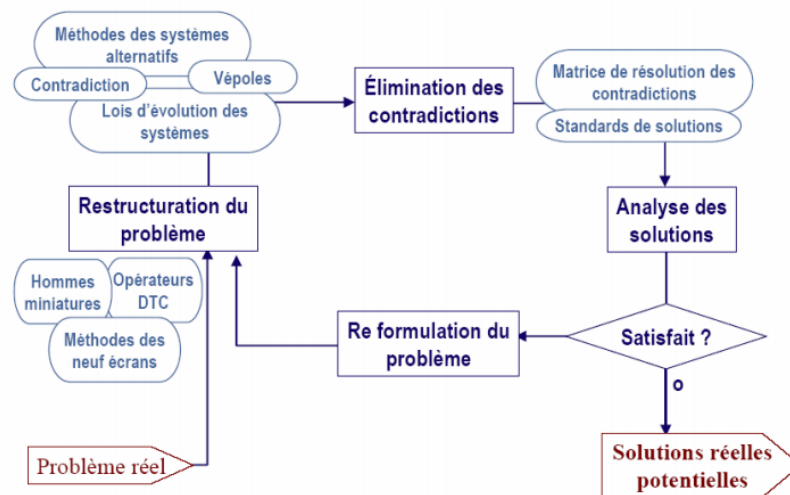 Méthodes des systèmes
alternatifs
Contradiction
Vépoles
Lois d'évolution des
systèmes
Élimination des
contradictions
Matrice de résolution des
contradictions
Standards de solutions
Restructuration du
problème
Analyse des
solutions
Hommes
miniatures
Opérateurs
DTC
Méthodes des
neuf écrans
Re formulation du
problème
Satisfait ?
o
Problème réel
Solutions réelles
potentielles